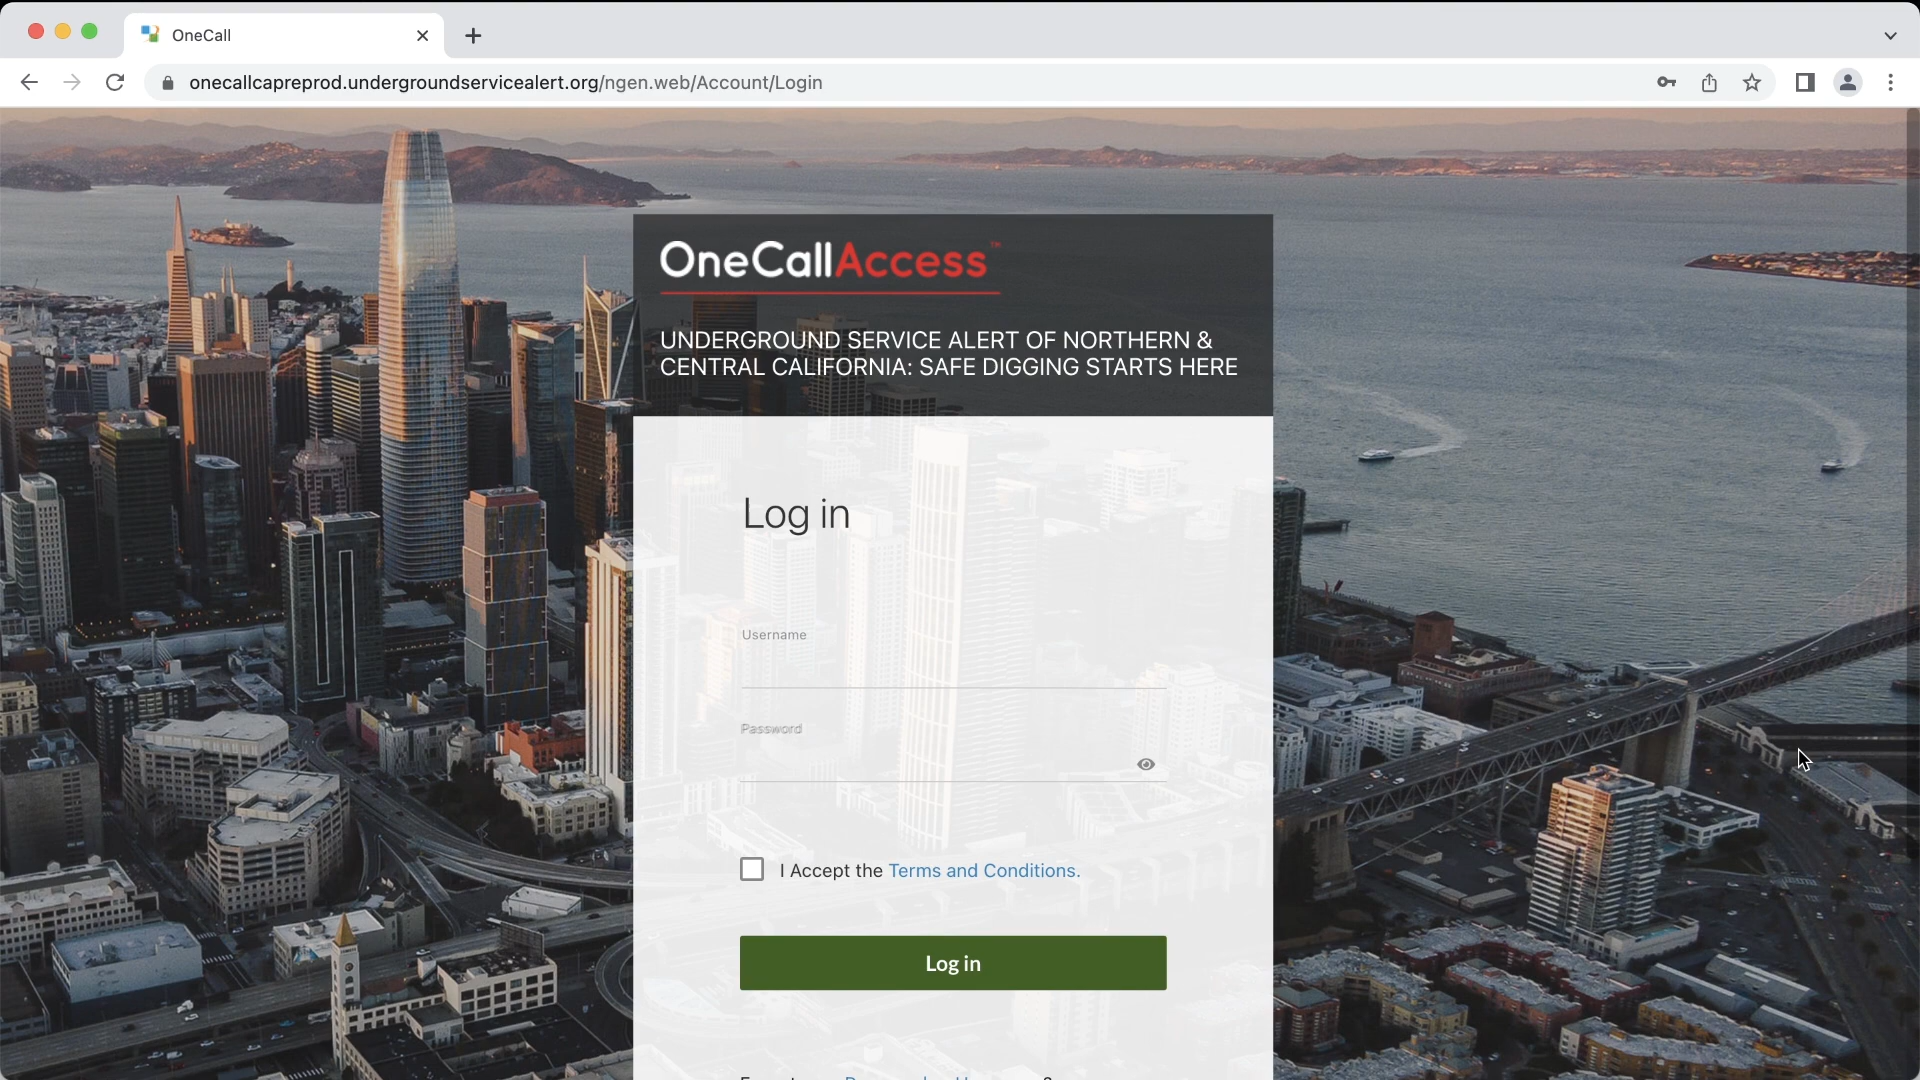 OneCall
onecallcapreprod.undergroundservicealert.org/ngen.web/Account/Login
OneCallAccess™
UNDERGROUND SERVICE ALERT OF NORTHERN &
CENTRAL CALIFORNIA: SAFE DIGGING STARTS HERE
Log in
Username
Password
I Accept the Terms and Conditions.
Log in